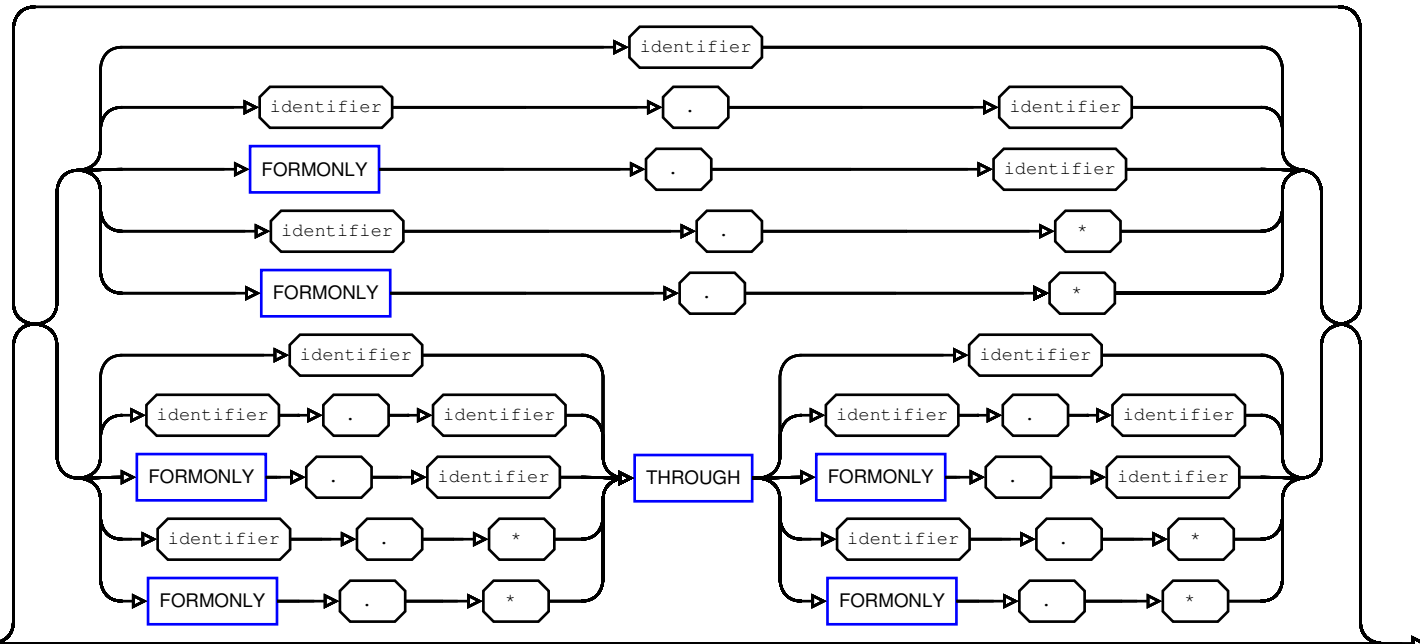 identifier
identifier . identifier
FORMONLY . identifier
identifier . *
FORMONLY . *
identifier identifier
identifier . identifier identifier . identifier
FORMONLY . identifier THROUGH FORMONLY . identifier
identifier . * identifier . *
FORMONLY . * FORMONLY . *